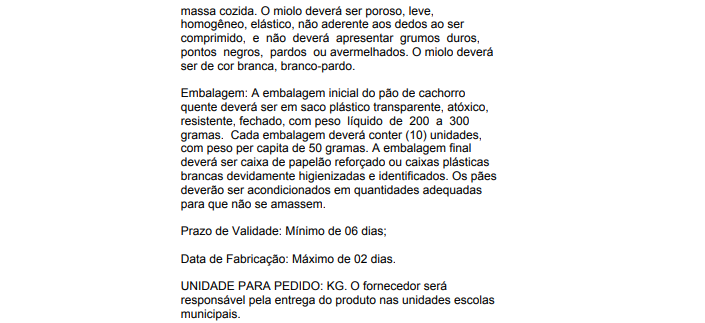 massa cozida. O miolo deverá ser poroso, leve,
homogêneo, elástico, não aderente aos dedos ao ser
comprimido, e não deverá apresentar grumos duros,
pontos negros, pardos ou avermelhados. O miolo deverá
ser de cor branca, branco-pardo.
Embalagem: A embalagem inicial do pão de cachorro
quente deverá ser em saco plástico transparente, atóxico,
resistente, fechado, com peso líquido de 200 a 300
gramas. Cada embalagem deverá conter (10) unidades,
com peso per capita de 50 gramas. A embalagem final
deverá ser caixa de papelão reforçado ou caixas plásticas
brancas devidamente higienizadas e identificados. Os pães
deverão ser acondicionados em quantidades adequadas
para que não se amassem.
Prazo de Validade: Mínimo de 06 dias;
Data de Fabricação: Máximo de 02 dias.
UNIDADE PARA PEDIDO: KG. O fornecedor será
responsável pela entrega do produto nas unidades escolas
municipais.